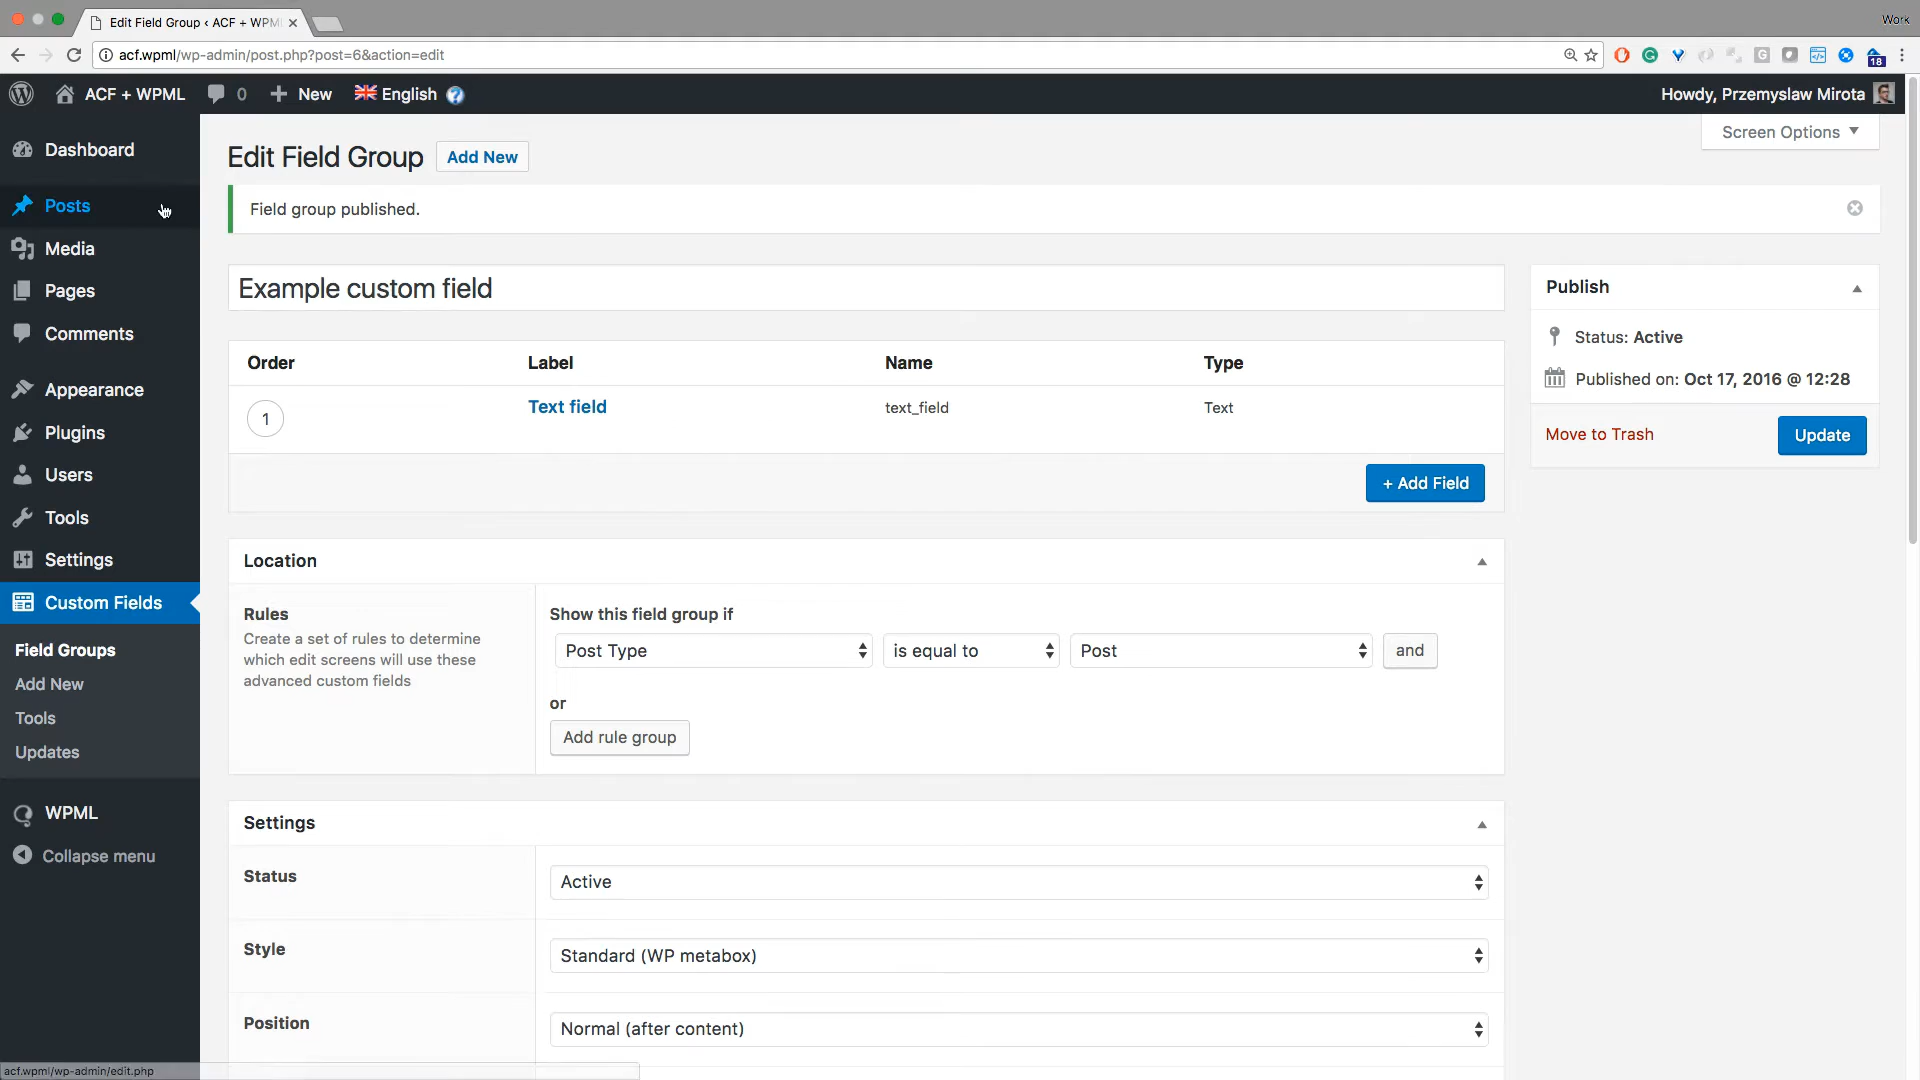 Edit Field Group ‹ ACF + WPML
Work
acf.wpml/wp-admin/post.php?post=6&action=edit
18
ACF + WPML
0
New
English
Howdy, Przemyslaw Mirota
Screen Options
Dashboard
Posts
Media
Pages
Comments
Appearance
Plugins
Users
Tools
Settings
Custom Fields
Field Groups
Add New
Tools
Updates
WPML
Collapse menu
Edit Field Group
Add New
Field group published.
Example custom field
Order Label Name Type
1 Text field text_field Text
+ Add Field
Location
Rules
Create a set of rules to determine
which edit screens will use these
advanced custom fields
Show this field group if
Post Type is equal to Post and
or
Add rule group
Settings
Status
Active
Style
Standard (WP metabox)
Position
Normal (after content)
Publish
Status: Active
Published on: Oct 17, 2016 @ 12:28
Move to Trash
Update
acf.wpml/wp-admin/edit.php